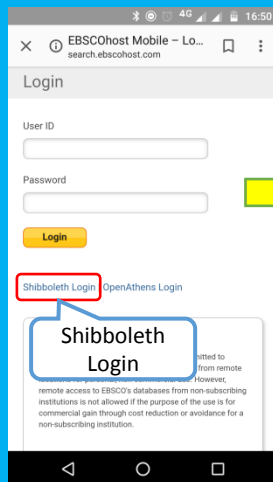 4G 16:50
EBSCOhost Mobile – Lo...
search.ebscohost.com
Login
User ID
Password
Login
Shibboleth Login OpenAthens Login
Shibboleth
Login
mitted to
from remote
However,
remote access to EBSCO's databases from non-subscribing
institutions is not allowed if the purpose of the use is for
commercial gain through cost reduction or avoidance for a
non-subscribing institution.